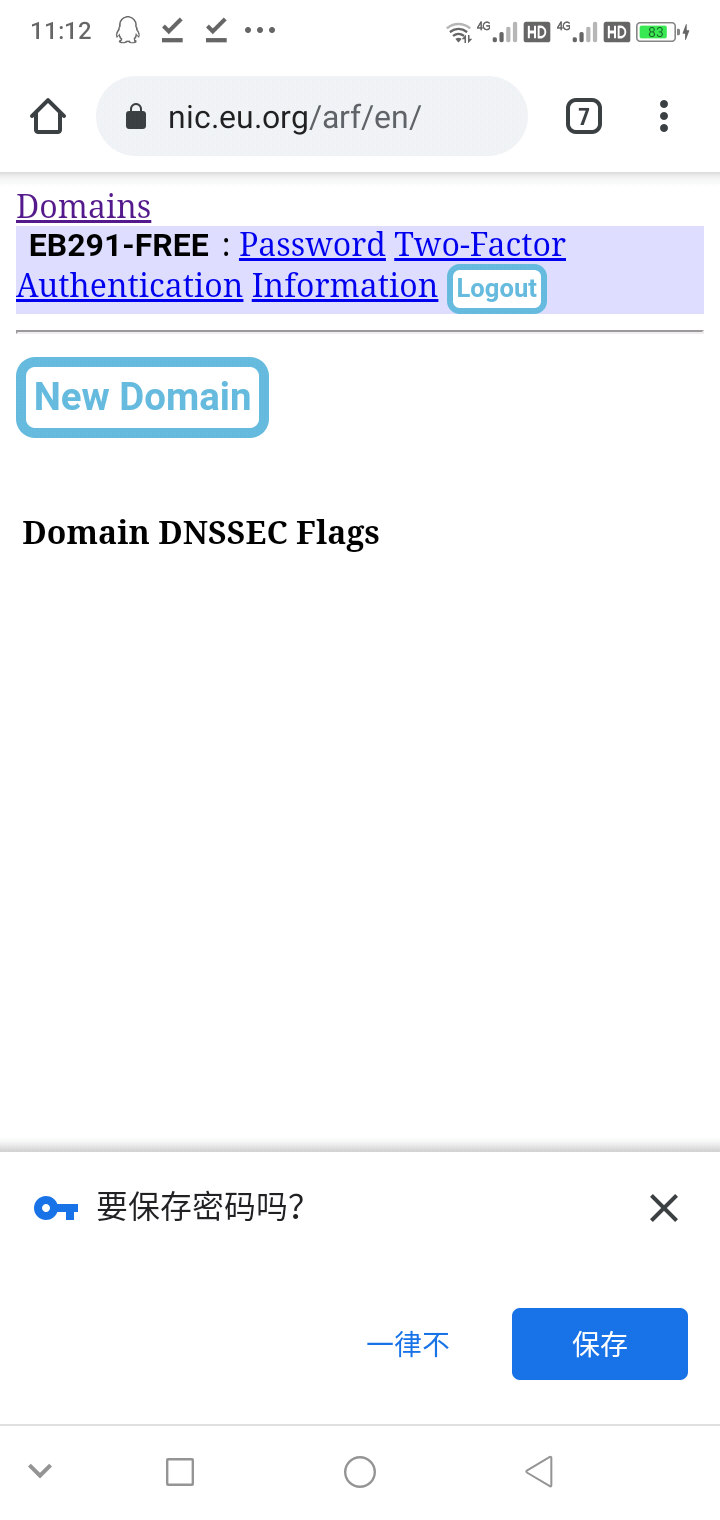 11:12 4G HD 4G HD 83
nic.eu.org/arf/en/ 7
Domains
EB291-FREE : Password Two-Factor
Authentication Information Logout
New Domain
Domain DNSSEC Flags
要保存密码吗?
一律不 保存